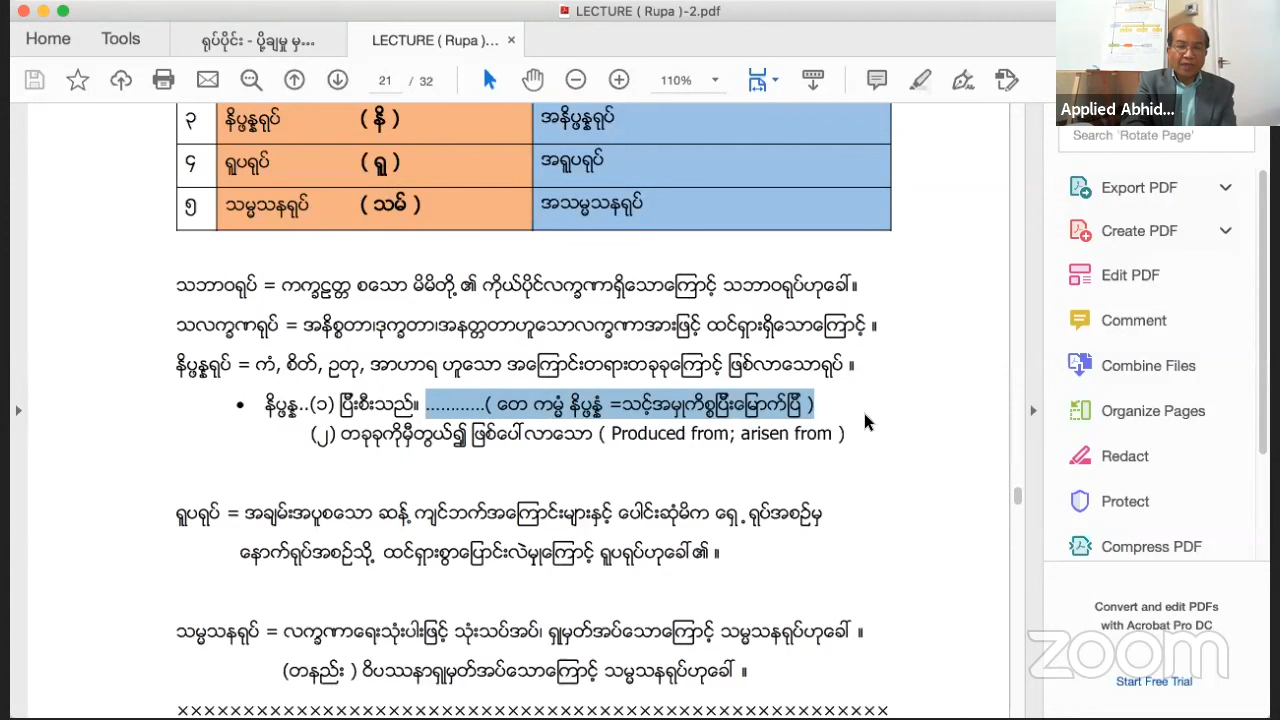 LECTURE ( Rupa )-2.pdf
Home
Tools
ရုပ်ပိုင်း - ပို့ချမှု မှ...
LECTURE ( Rupa )... ×
21 / 32
110%
Applied Abhid...
Search 'Rotate Page'
၃ နိပ္ဖန္နရုပ် ( နိ ) အနိပ္ဖန္နရုပ်
၄ ရူပရုပ် ( ရူ ) အရူပရုပ်
၅ သမ္မသနရုပ် ( သမ် ) အသမ္မသနရုပ်
သဘာဝရုပ် = ကက္ခဠတ္တ စသော မိမိတို့ ၏ ကိုယ်ပိုင်လက္ခဏာရှိသောကြောင့် သဘာဝရုပ်ဟုခေါ်။
သလက္ခဏရုပ် = အနိစ္စတာ၊ဒုက္ခတာ၊အနတ္တတာဟူသောလက္ခဏာအားဖြင့် ထင်ရှားရှိသောကြောင့် ။
နိပ္ဖန္နရုပ် = ကံ, စိတ်, ဥတု, အာဟာရ ဟူသော အကြောင်းတရားတခုခုကြောင့် ဖြစ်လာသောရုပ် ။
• နိပ္ဖန္န..(၁) ပြီးစီးသည်။ ............( တေ ကမ္မံ နိပ္ဖန္နံ =သင့်အမှုကိစ္စပြီးမြောက်ပြီ )
(၂) တခုခုကိုမှီတွယ်၍ ဖြစ်ပေါ်လာသော ( Produced from; arisen from )
ရူပရုပ် = အချမ်းအပူစသော ဆန့် ကျင်ဘက်အကြောင်းများနှင့် ပေါင်းဆုံမိက ရှေ့ ရုပ်အစဉ်မှ
နောက်ရုပ်အစဉ်သို့ ထင်ရှားစွာပြောင်းလဲမှုကြောင့် ရူပရုပ်ဟုခေါ်၏ ။
သမ္မသနရုပ် = လက္ခဏာရေးသုံးပါးဖြင့် သုံးသပ်အပ်၊ ရှုမှတ်အပ်သောကြောင့် သမ္မသနရုပ်ဟုခေါ် ။
(တနည်း ) ဝိပဿနာရှုမှတ်အပ်သောကြောင့် သမ္မသနရုပ်ဟုခေါ် ။
××××××××××××××××××××××××××××××××××××××××××××××××××××××
Export PDF
Create PDF
Edit PDF
Comment
Combine Files
Organize Pages
Redact
Protect
Compress PDF
Convert and edit PDFs
with Acrobat Pro DC
Start Free Trial
zoom